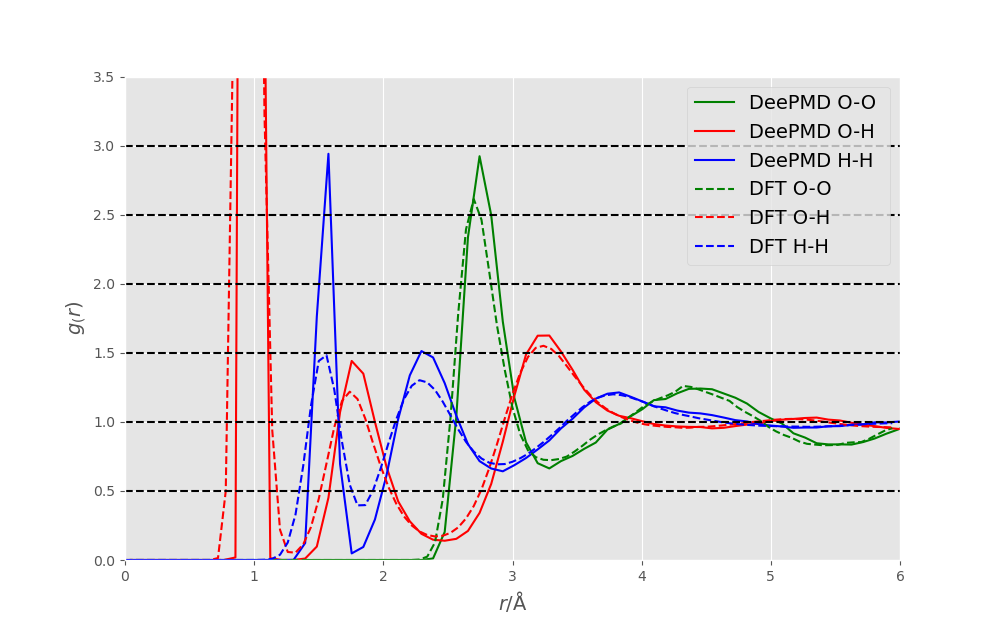 3.5
3.0
2.5
2.0
1.5
1.0
0.5
0.0
g(r)
DeePMD O-O
DeePMD O-H
DeePMD H-H
DFT O-O
DFT O-H
DFT H-H
0 1 2 3 4 5 6
r/Å